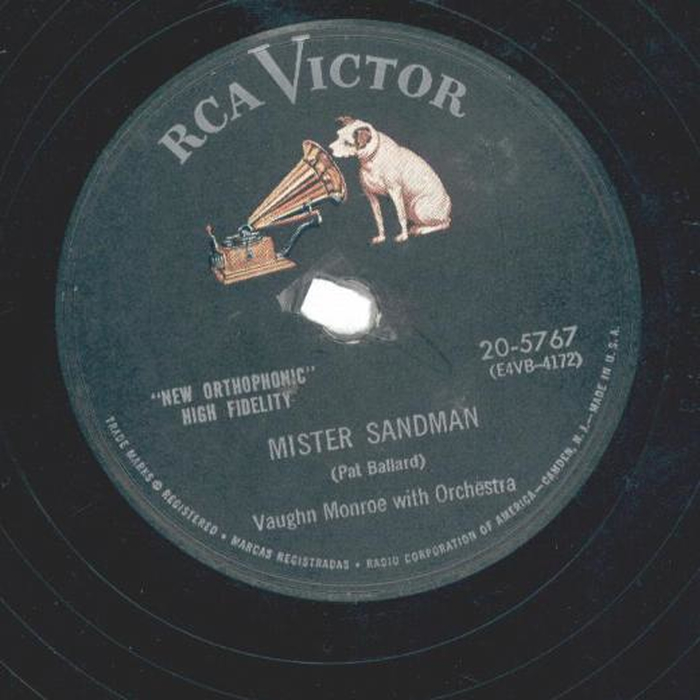 RCA VICTOR
20-5767
(E4VB-4172)
"NEW ORTHOPHONIC"
HIGH FIDELITY
MISTER SANDMAN
(Pat Ballard)
Vaughn Monroe with Orchestra
TRADE MARKS ® REGISTERED • MARCAS REGISTRADAS • RADIO CORPORATION OF AMERICA—CAMDEN, N. J.—MADE IN U.S.A.